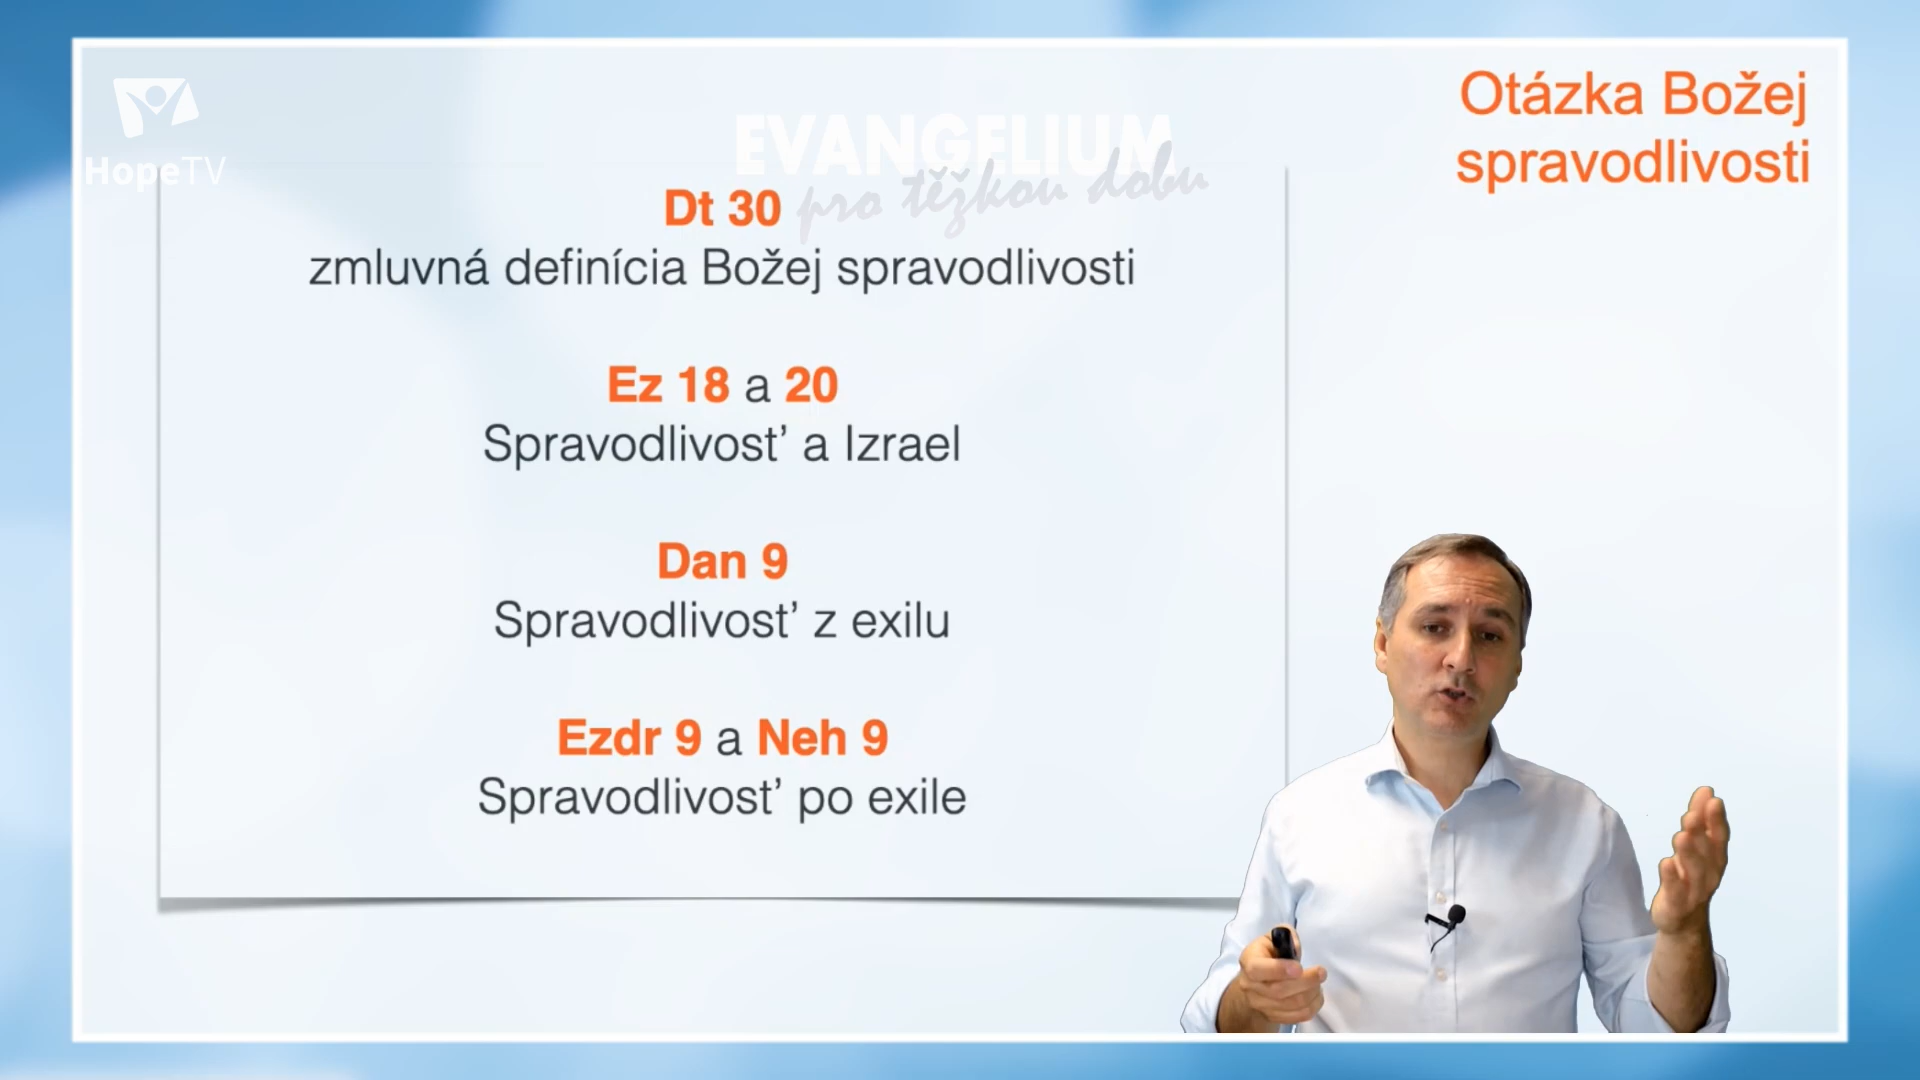 HopeTV
EVANGELIUM
pro těžkou dobu
Otázka Božej
spravodlivosti
Dt 30
zmluvná definícia Božej spravodlivosti
Ez 18 a 20
Spravodlivosť a Izrael
Dan 9
Spravodlivosť z exilu
Ezdr 9 a Neh 9
Spravodlivosť po exile